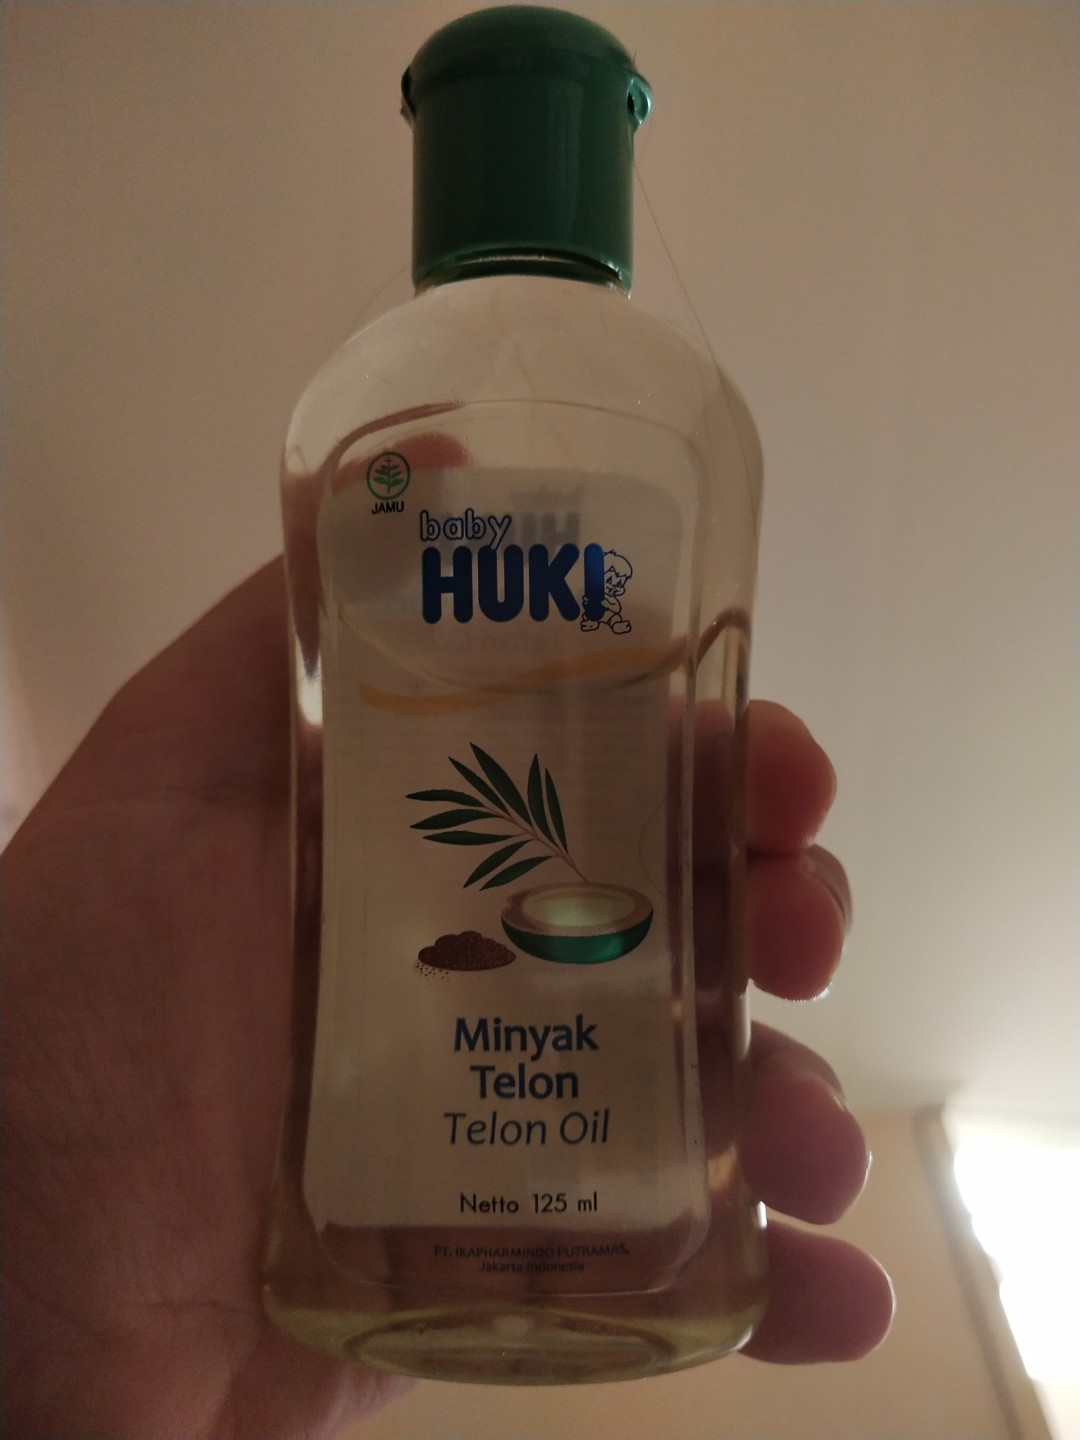 JAMU
baby
HUKI
Minyak
Telon
Telon Oil
Netto 125 ml
PT. IKAPHARMINDO PUTRAMAS,
Jakarta-Indonesia